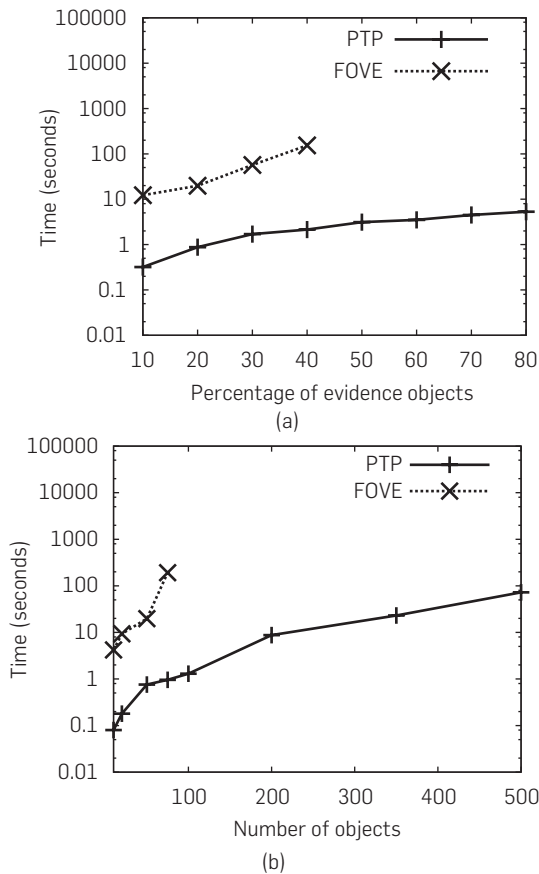 100000
10000
1000
100
10
1
0.1
0.01
Time (seconds)
PTP
FOVE
10 20 30 40 50 60 70 80
Percentage of evidence objects
(a)
100000
10000
1000
100
10
1
0.1
0.01
Time (seconds)
PTP
FOVE
100 200 300 400 500
Number of objects
(b)